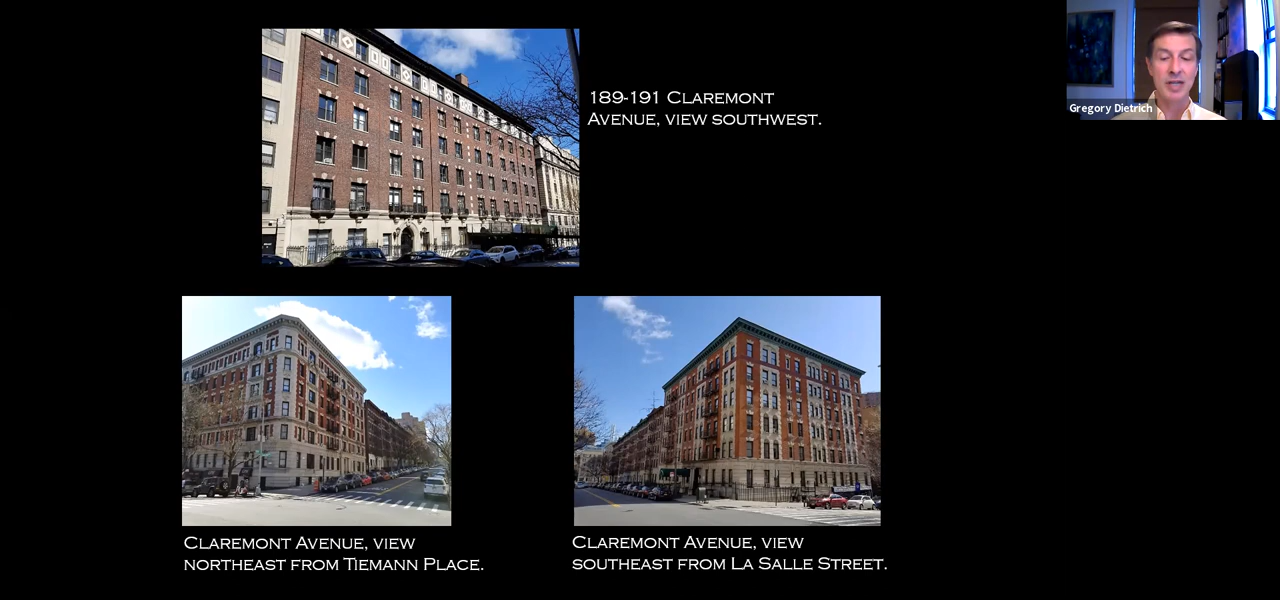 189-191 Claremont
Avenue, view southwest.
Gregory Dietrich
Claremont Avenue, view
northeast from Tiemann Place.
Claremont Avenue, view
southeast from La Salle Street.